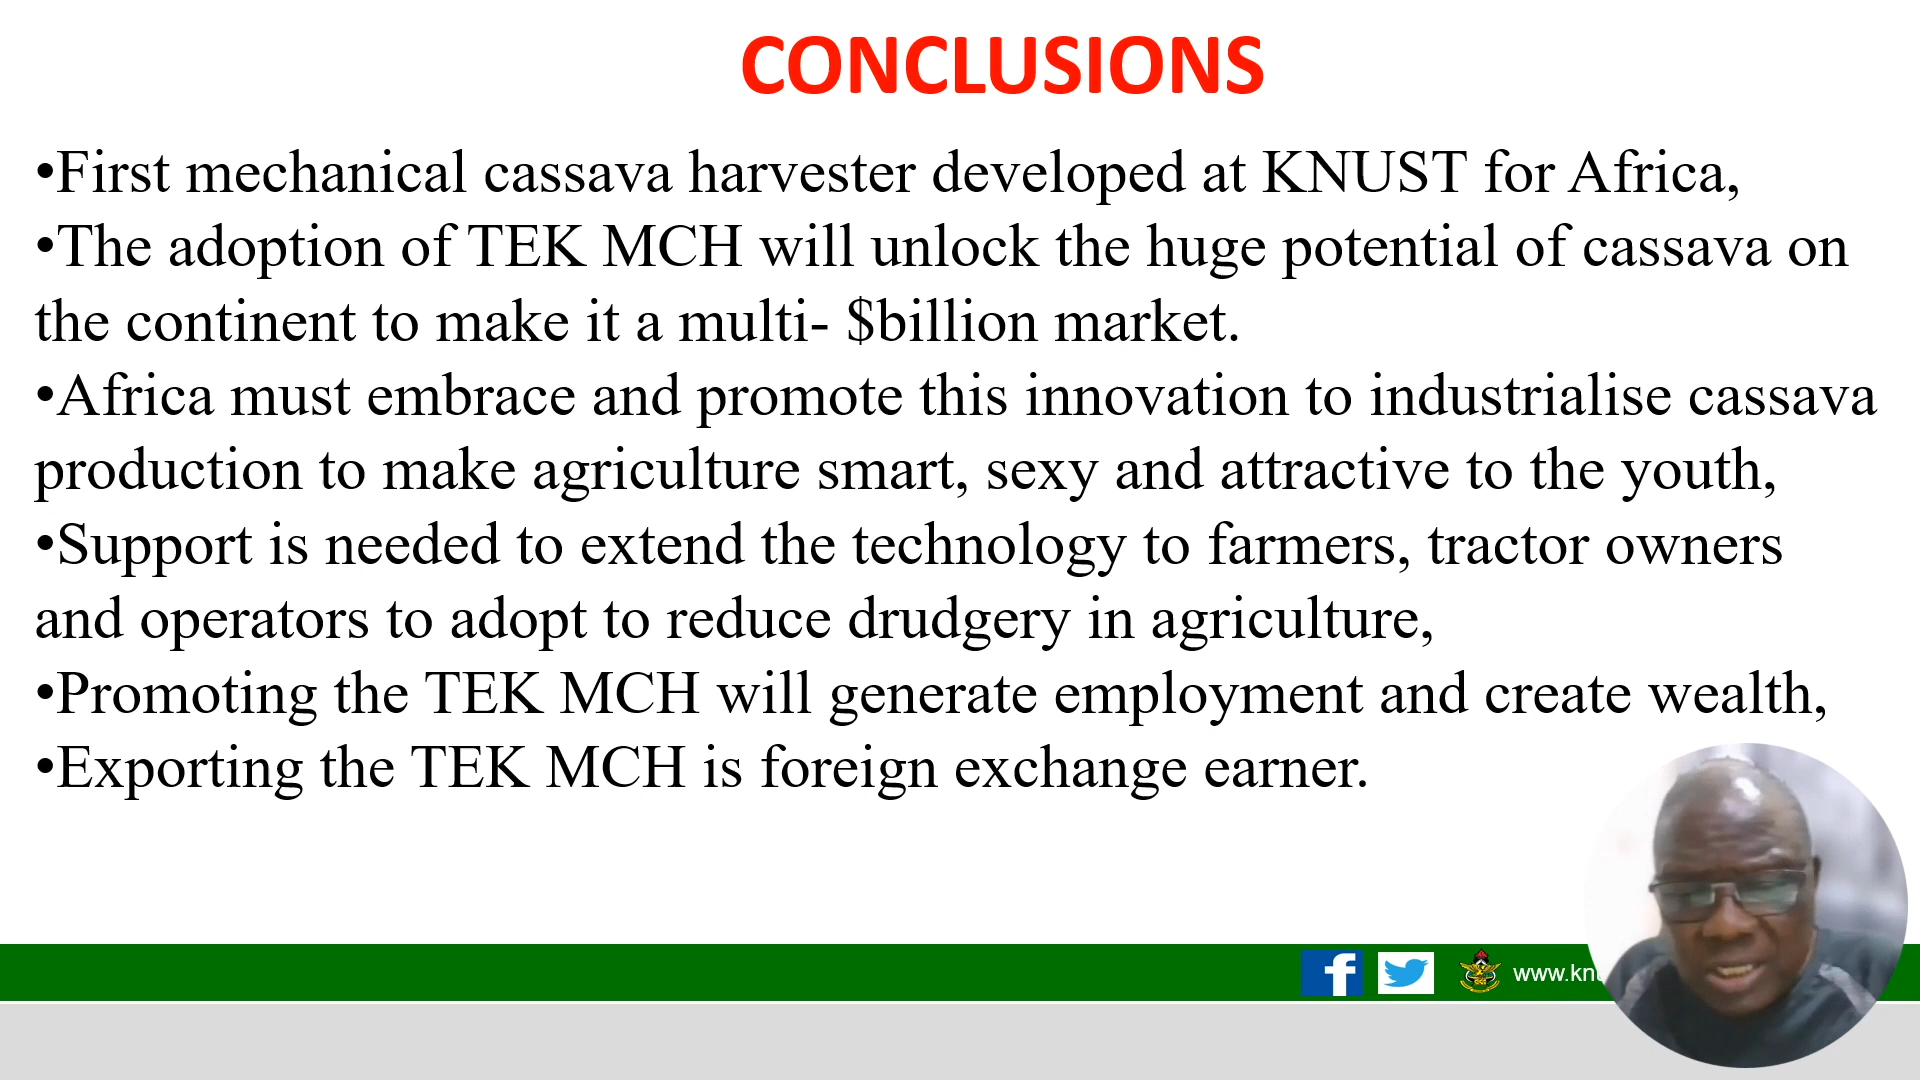 CONCLUSIONS
•First mechanical cassava harvester developed at KNUST for Africa,
•The adoption of TEK MCH will unlock the huge potential of cassava on
the continent to make it a multi- $billion market.
•Africa must embrace and promote this innovation to industrialise cassava
production to make agriculture smart, sexy and attractive to the youth,
•Support is needed to extend the technology to farmers, tractor owners
and operators to adopt to reduce drudgery in agriculture,
•Promoting the TEK MCH will generate employment and create wealth,
•Exporting the TEK MCH is foreign exchange earner.